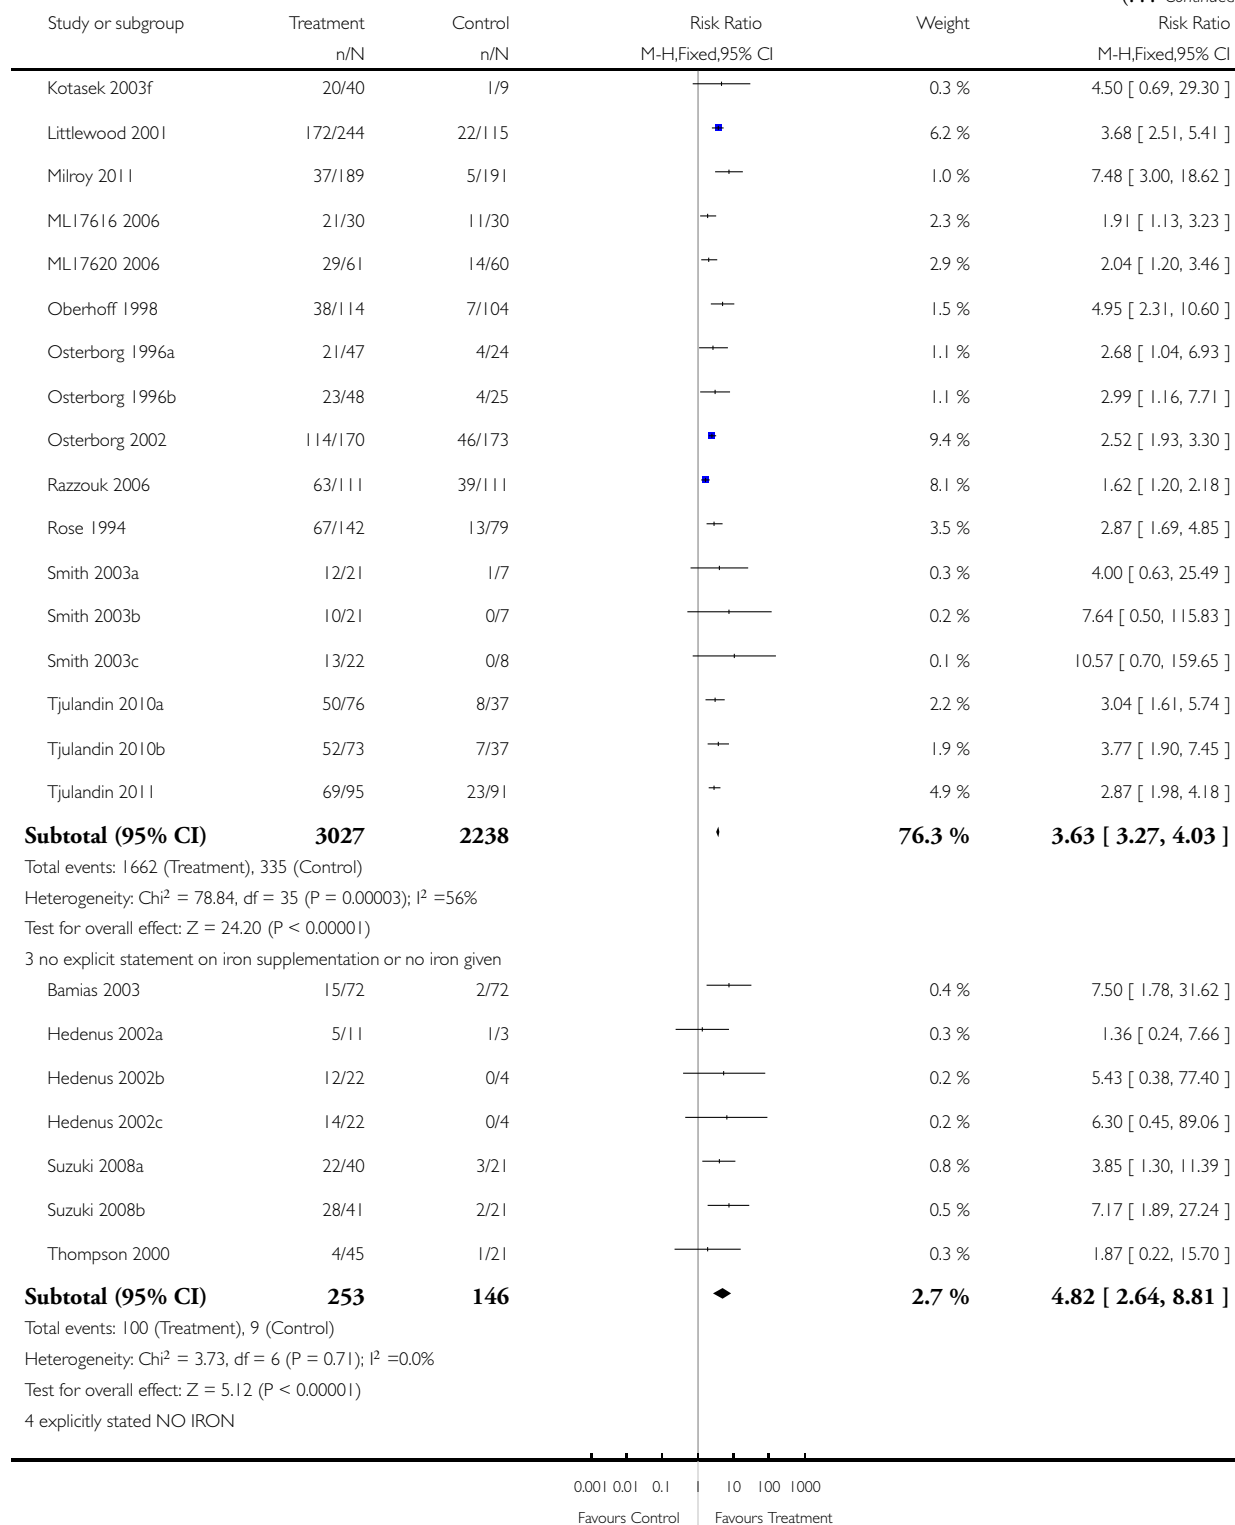 (. . . Continued
Study or subgroup Treatment Control Risk Ratio Weight Risk Ratio
n/N n/N M-H,Fixed,95% CI M-H,Fixed,95% CI
Kotasek 2003f 20/40 1/9 0.3 % 4.50 [ 0.69, 29.30 ]
Littlewood 2001 172/244 22/115 6.2 % 3.68 [ 2.51, 5.41 ]
Milroy 2011 37/189 5/191 1.0 % 7.48 [ 3.00, 18.62 ]
ML17616 2006 21/30 11/30 2.3 % 1.91 [ 1.13, 3.23 ]
ML17620 2006 29/61 14/60 2.9 % 2.04 [ 1.20, 3.46 ]
Oberhoff 1998 38/114 7/104 1.5 % 4.95 [ 2.31, 10.60 ]
Osterborg 1996a 21/47 4/24 1.1 % 2.68 [ 1.04, 6.93 ]
Osterborg 1996b 23/48 4/25 1.1 % 2.99 [ 1.16, 7.71 ]
Osterborg 2002 114/170 46/173 9.4 % 2.52 [ 1.93, 3.30 ]
Razzouk 2006 63/111 39/111 8.1 % 1.62 [ 1.20, 2.18 ]
Rose 1994 67/142 13/79 3.5 % 2.87 [ 1.69, 4.85 ]
Smith 2003a 12/21 1/7 0.3 % 4.00 [ 0.63, 25.49 ]
Smith 2003b 10/21 0/7 0.2 % 7.64 [ 0.50, 115.83 ]
Smith 2003c 13/22 0/8 0.1 % 10.57 [ 0.70, 159.65 ]
Tjulandin 2010a 50/76 8/37 2.2 % 3.04 [ 1.61, 5.74 ]
Tjulandin 2010b 52/73 7/37 1.9 % 3.77 [ 1.90, 7.45 ]
Tjulandin 2011 69/95 23/91 4.9 % 2.87 [ 1.98, 4.18 ]
Subtotal (95% CI) 3027 2238 76.3 % 3.63 [ 3.27, 4.03 ]
Total events: 1662 (Treatment), 335 (Control)
Heterogeneity: Chi² = 78.84, df = 35 (P = 0.00003); I² =56%
Test for overall effect: Z = 24.20 (P < 0.00001)
3 no explicit statement on iron supplementation or no iron given
Bamias 2003 15/72 2/72 0.4 % 7.50 [ 1.78, 31.62 ]
Hedenus 2002a 5/11 1/3 0.3 % 1.36 [ 0.24, 7.66 ]
Hedenus 2002b 12/22 0/4 0.2 % 5.43 [ 0.38, 77.40 ]
Hedenus 2002c 14/22 0/4 0.2 % 6.30 [ 0.45, 89.06 ]
Suzuki 2008a 22/40 3/21 0.8 % 3.85 [ 1.30, 11.39 ]
Suzuki 2008b 28/41 2/21 0.5 % 7.17 [ 1.89, 27.24 ]
Thompson 2000 4/45 1/21 0.3 % 1.87 [ 0.22, 15.70 ]
Subtotal (95% CI) 253 146 2.7 % 4.82 [ 2.64, 8.81 ]
Total events: 100 (Treatment), 9 (Control)
Heterogeneity: Chi² = 3.73, df = 6 (P = 0.71); I² =0.0%
Test for overall effect: Z = 5.12 (P < 0.00001)
4 explicitly stated NO IRON
0.001 0.01 0.1 1 10 100 1000
Favours Control Favours Treatment